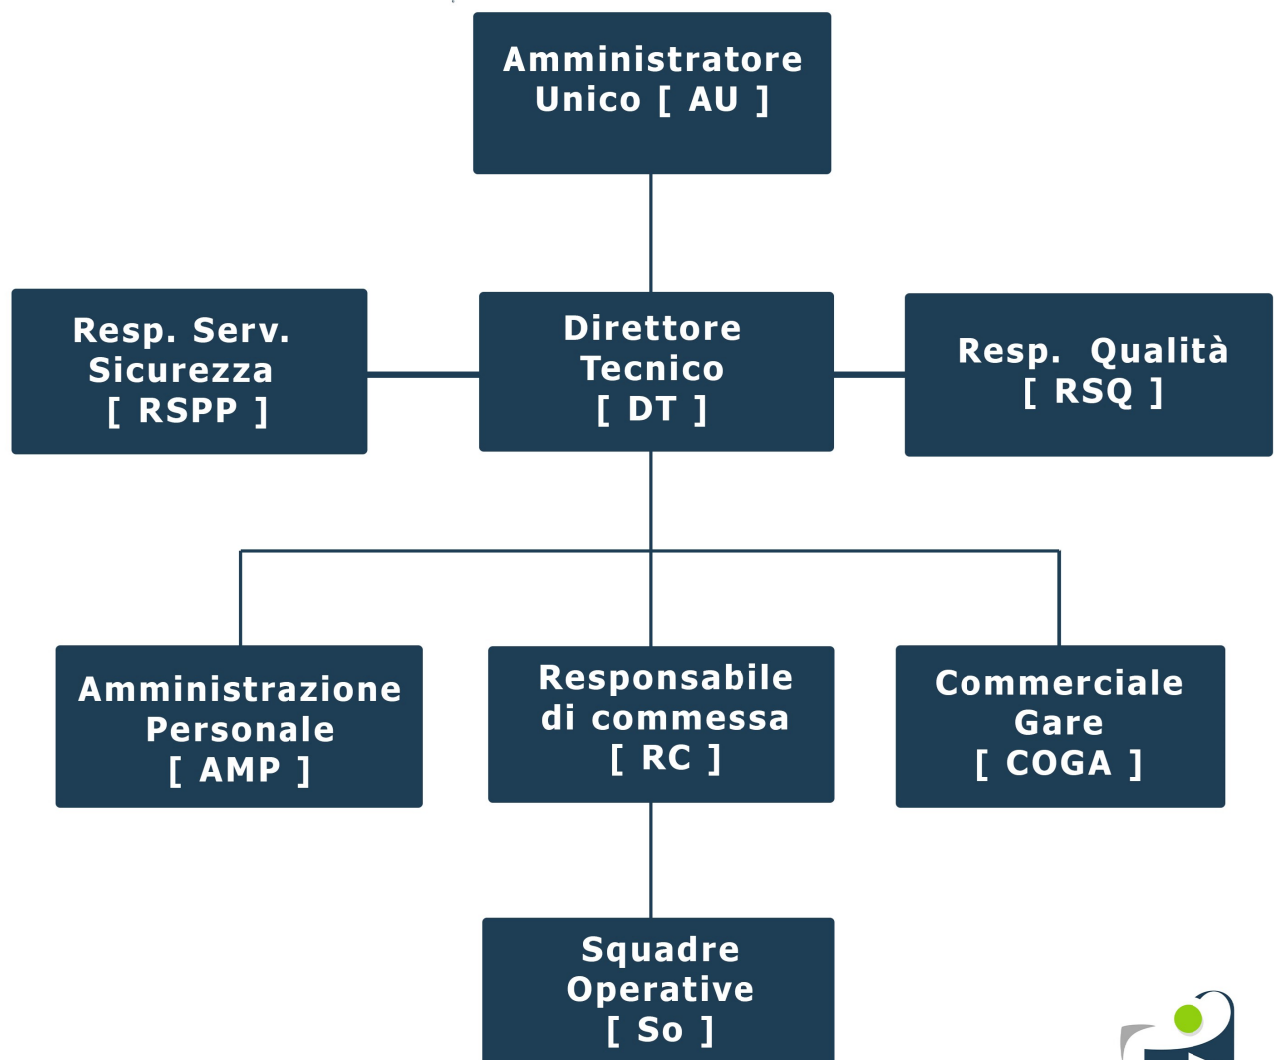 Amministratore
Unico [ AU ]
Resp. Serv.
Sicurezza
[ RSPP ]
Direttore
Tecnico
[ DT ]
Resp. Qualità
[ RSQ ]
Amministrazione
Personale
[ AMP ]
Responsabile
di commessa
[ RC ]
Commerciale
Gare
[ COGA ]
Squadre
Operative
[ So ]